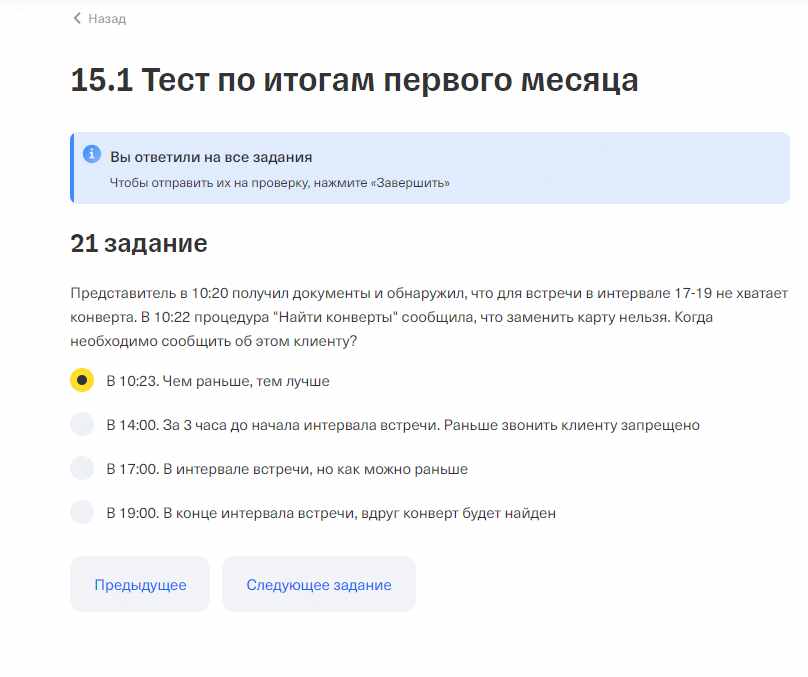 Назад
15.1 Тест по итогам первого месяца
Вы ответили на все задания
Чтобы отправить их на проверку, нажмите «Завершить»
21 задание
Представитель в 10:20 получил документы и обнаружил, что для встречи в интервале 17-19 не хватает
конверта. В 10:22 процедура "Найти конверты" сообщила, что заменить карту нельзя. Когда
необходимо сообщить об этом клиенту?
В 10:23. Чем раньше, тем лучше
В 14:00. За 3 часа до начала интервала встречи. Раньше звонить клиенту запрещено
В 17:00. В интервале встречи, но как можно раньше
В 19:00. В конце интервала встречи, вдруг конверт будет найден
Предыдущее
Следующее задание